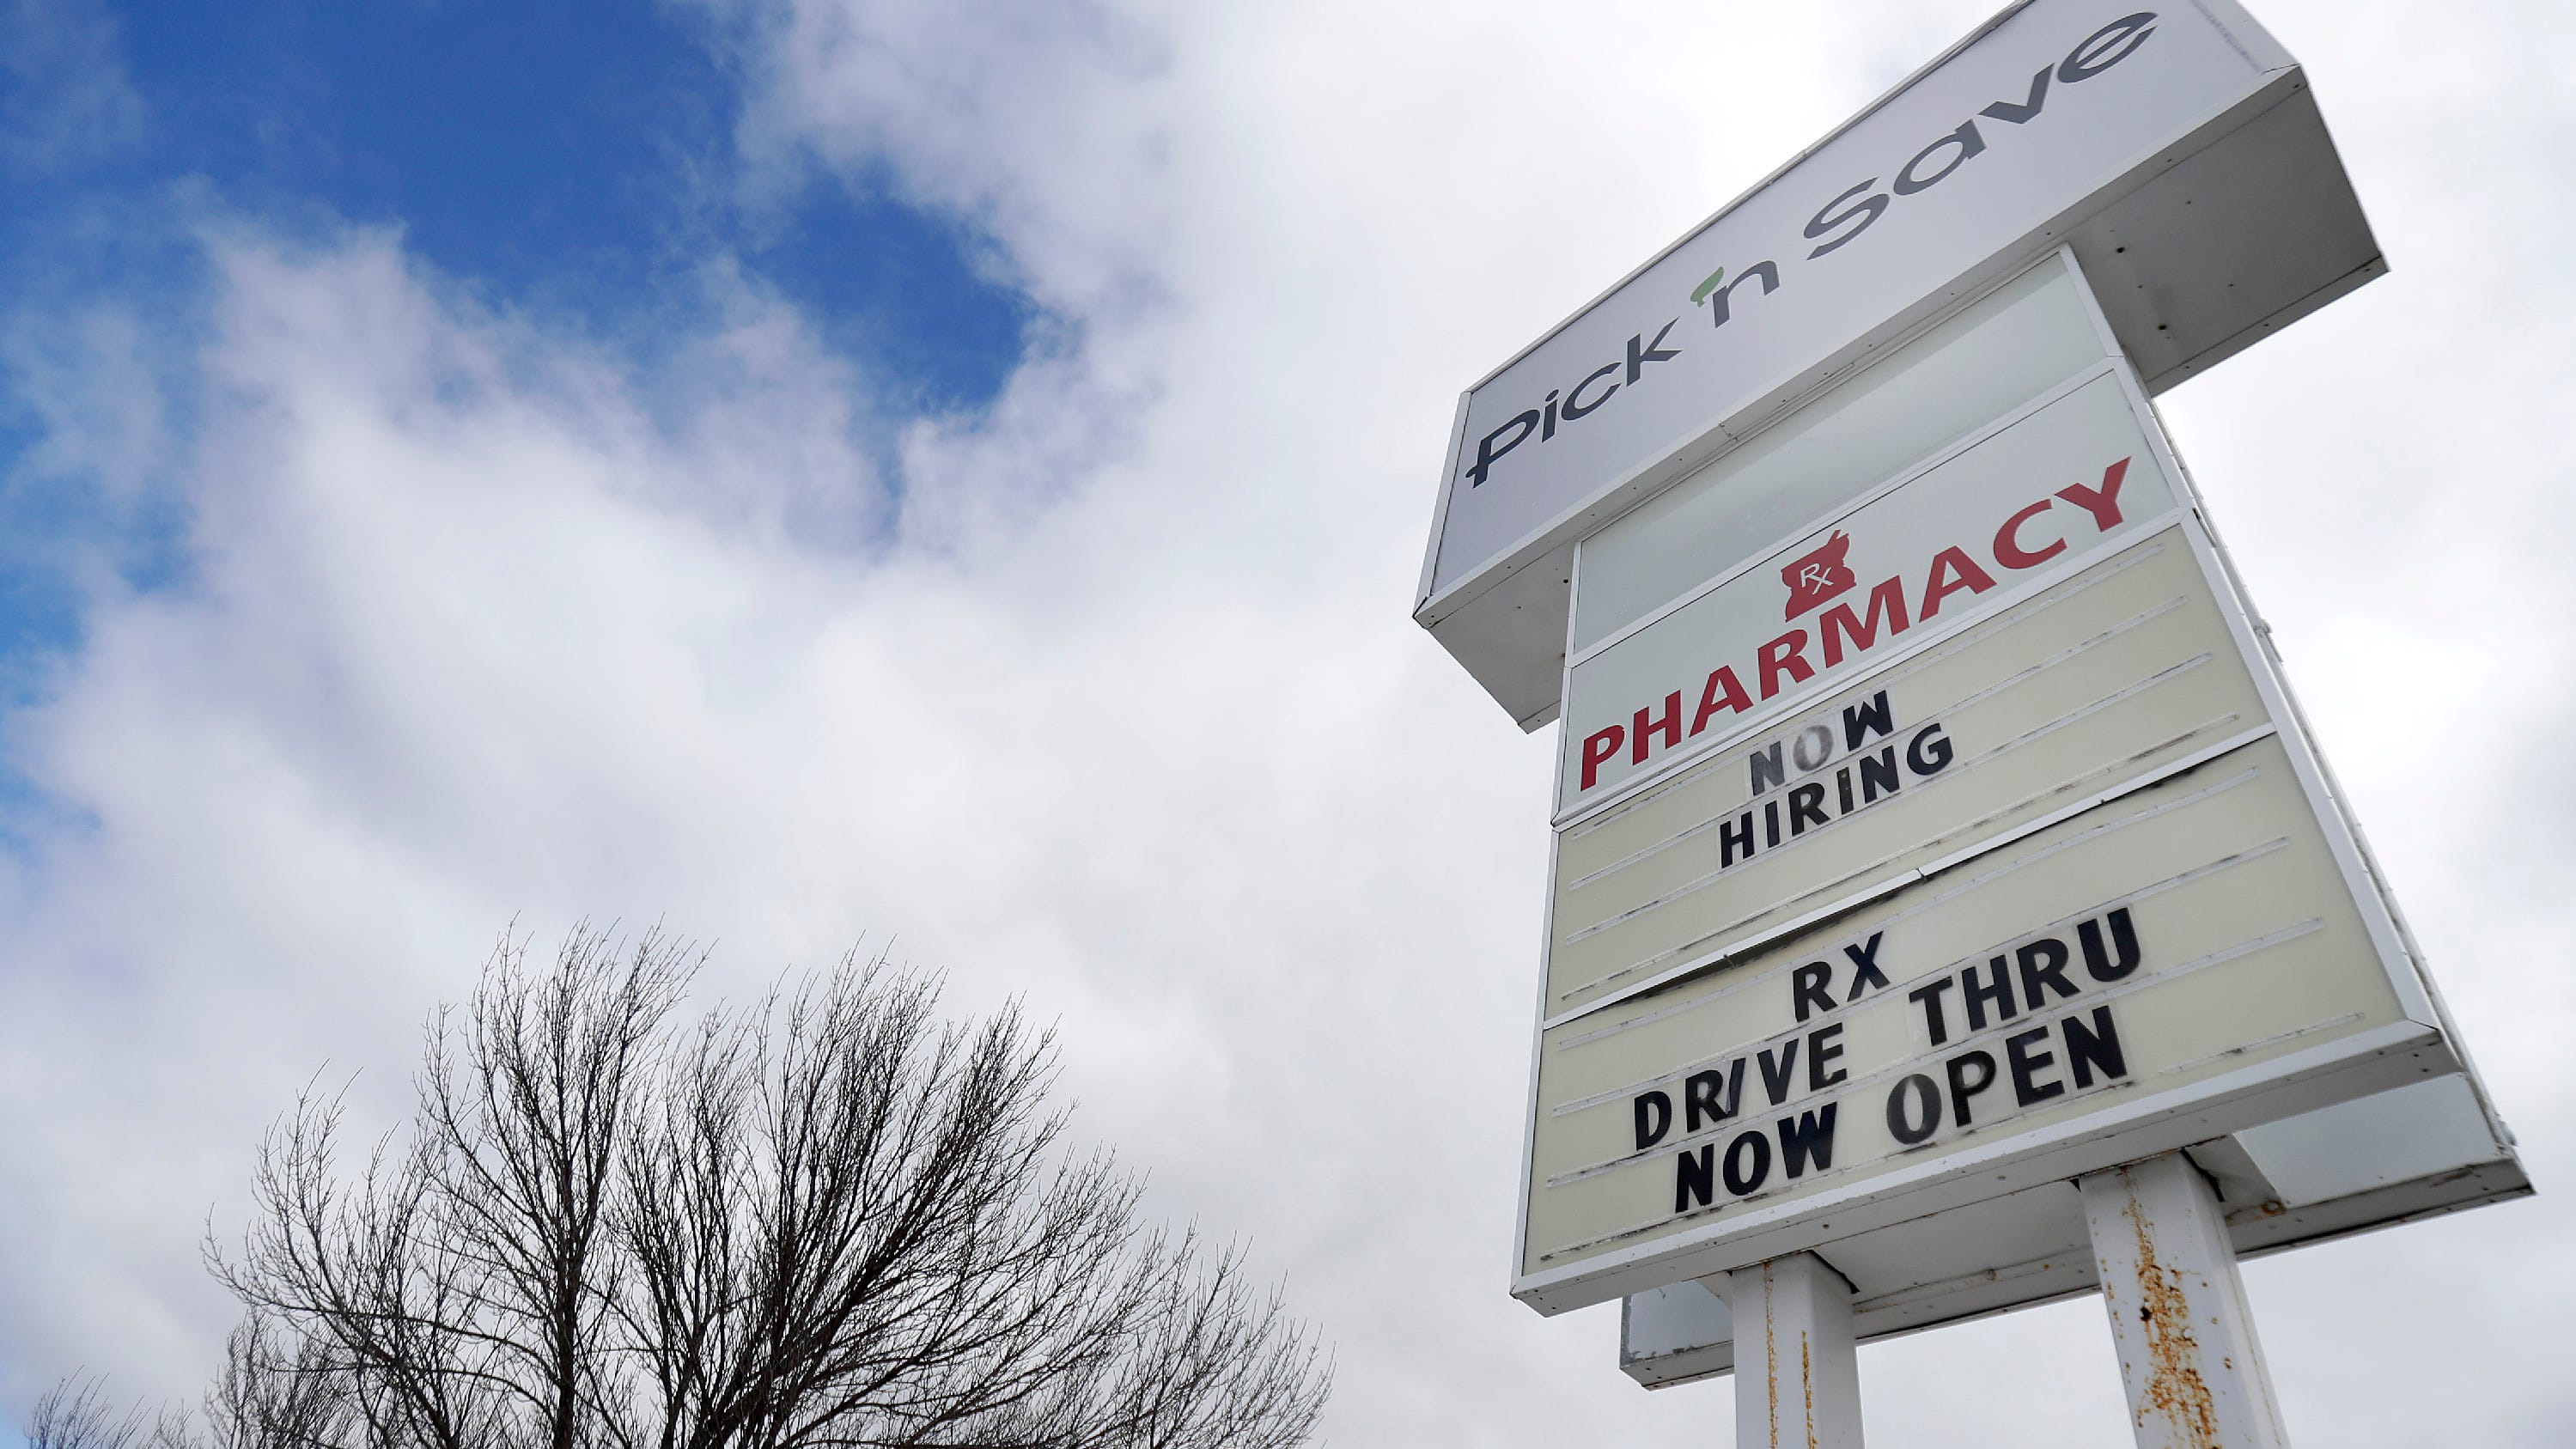 Pick 'n Save
Rx
PHARMACY
NOW
HIRING
RX
DRIVE THRU
NOW OPEN